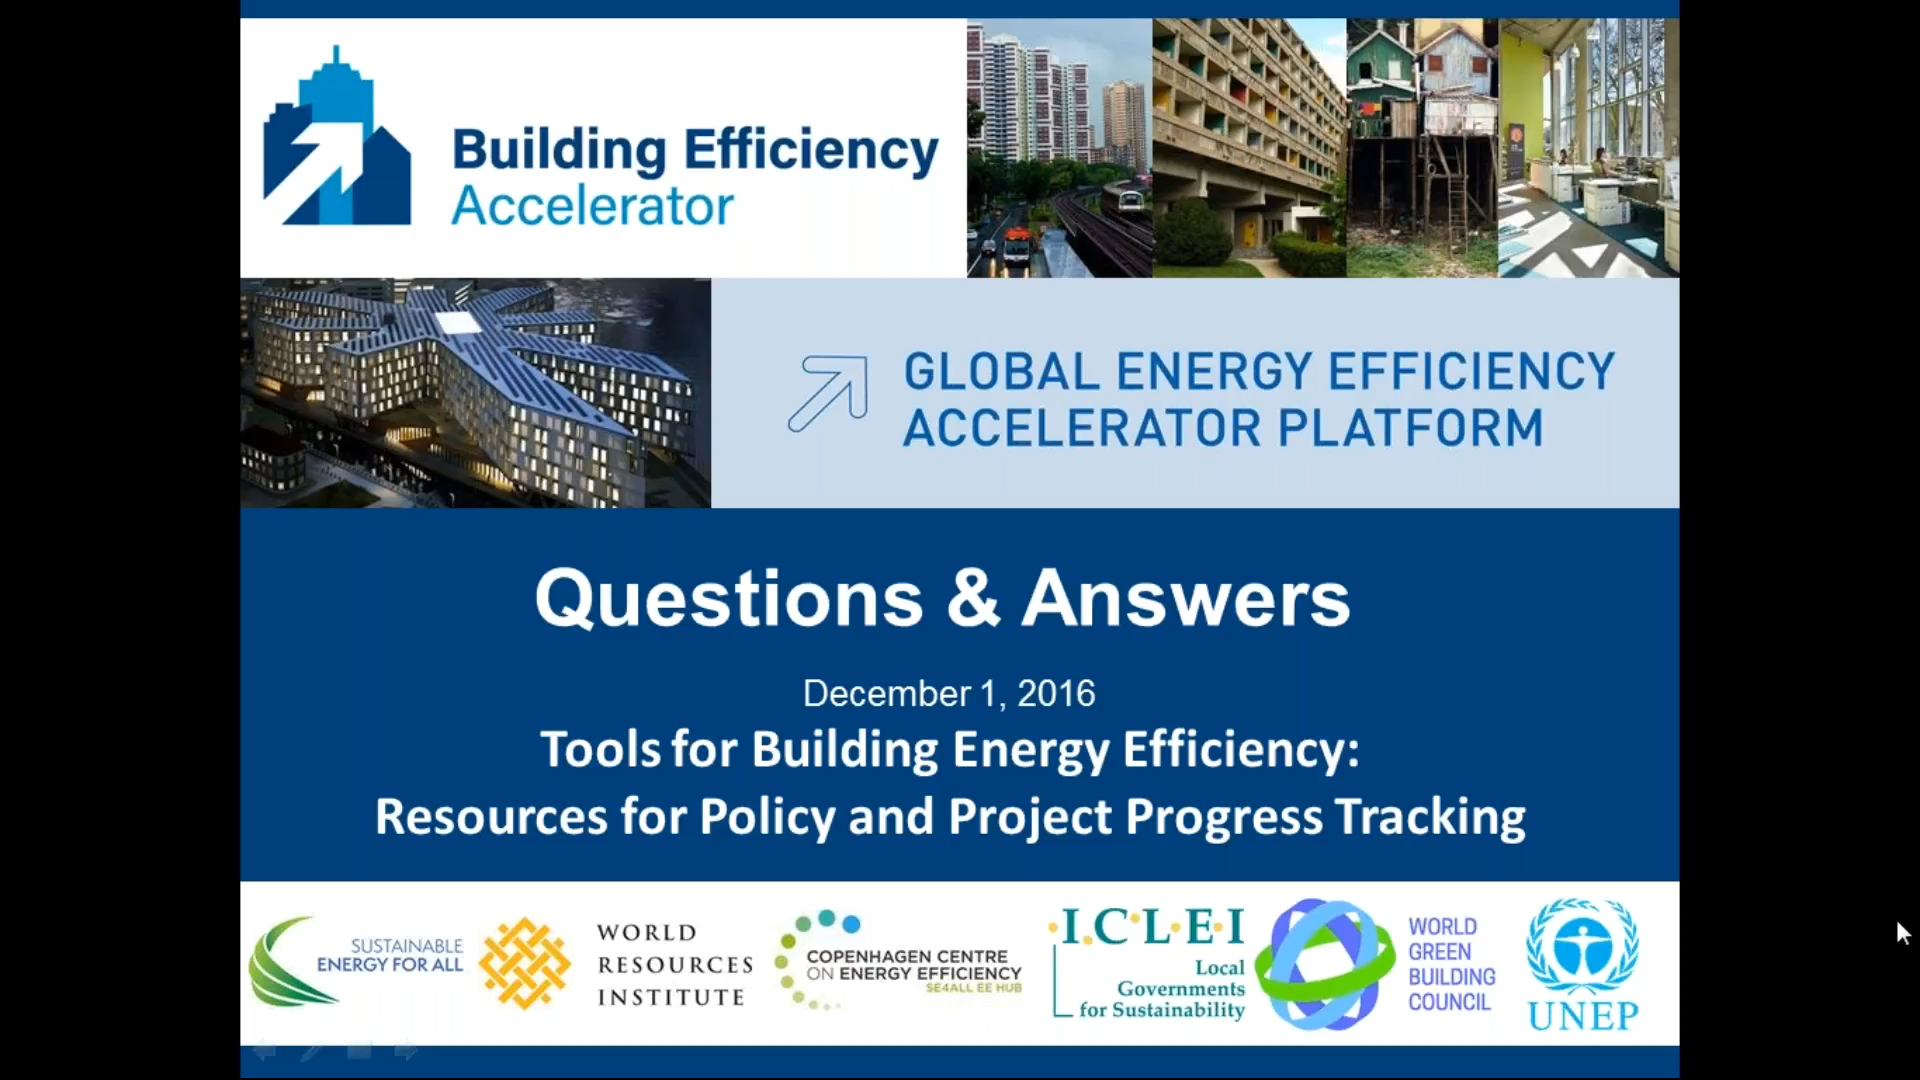 Building Efficiency
Accelerator
GLOBAL ENERGY EFFICIENCY
ACCELERATOR PLATFORM
Questions & Answers
December 1, 2016
Tools for Building Energy Efficiency:
Resources for Policy and Project Progress Tracking
SUSTAINABLE
ENERGY FOR ALL
WORLD
RESOURCES
INSTITUTE
COPENHAGEN CENTRE
ON ENERGY EFFICIENCY
SE4ALL EE HUB
I.C.L.E.I
Local
Governments
for Sustainability
WORLD
GREEN
BUILDING
COUNCIL
UNEP